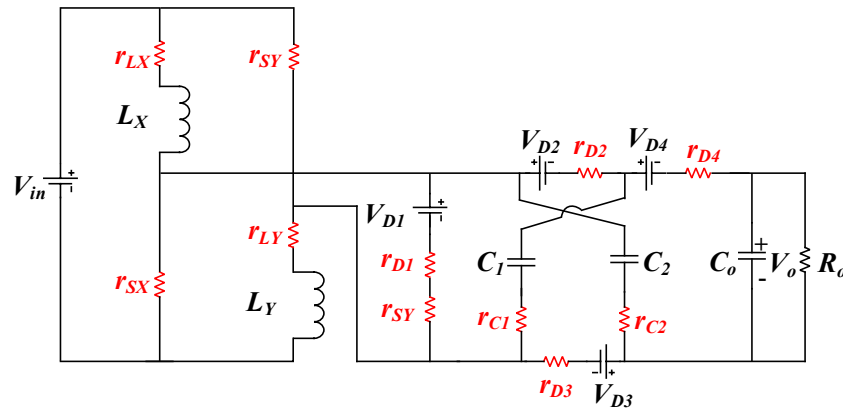 r_LX
r_SY
L_X
V_D2
r_D2
V_D4
r_D4
V_in
+
-
V_D1
r_LY
r_D1
C_1
C_2
C_o
+
V_o
-
R_o
r_SX
L_Y
r_SY
r_C1
r_C2
r_D3
V_D3